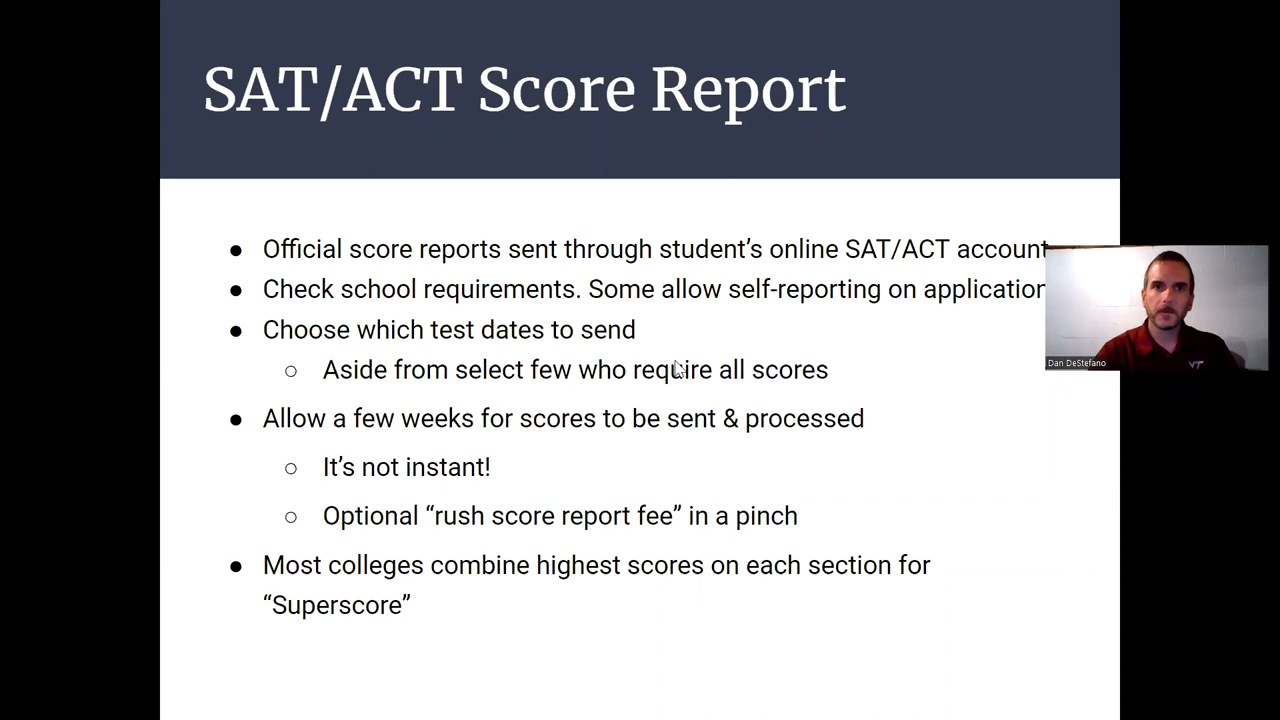 SAT/ACT Score Report
● Official score reports sent through student’s online SAT/ACT account
● Check school requirements. Some allow self-reporting on application
● Choose which test dates to send
○ Aside from select few who require all scores
● Allow a few weeks for scores to be sent & processed
○ It’s not instant!
○ Optional “rush score report fee” in a pinch
● Most colleges combine highest scores on each section for
“Superscore”
Dan DeStefano
VT